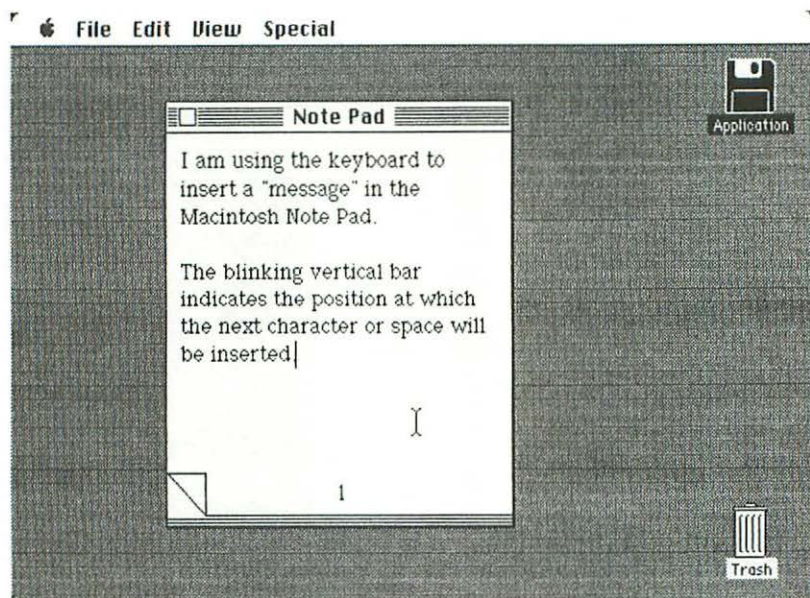 File Edit View Special
Note Pad
Application
I am using the keyboard to
insert a "message" in the
Macintosh Note Pad.
The blinking vertical bar
indicates the position at which
the next character or space will
be inserted.
1
Trash